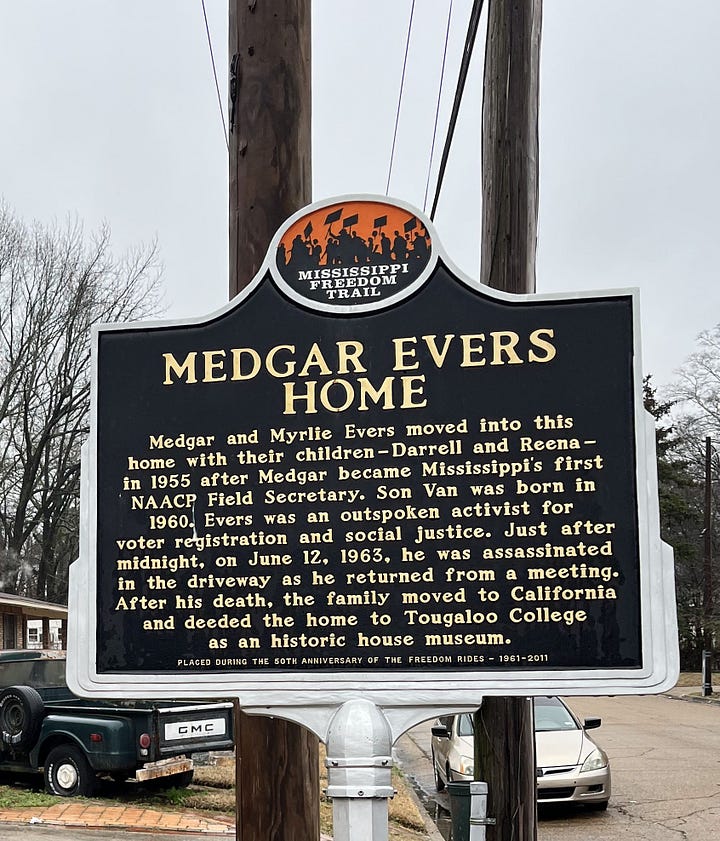 MISSISSIPPI
FREEDOM
TRAIL
MEDGAR EVERS
HOME
Medgar and Myrlie Evers moved into this
home with their children—Darrell and Reena—
in 1955 after Medgar became Mississippi's first
NAACP Field Secretary. Son Van was born in
1960. Evers was an outspoken activist for
voter registration and social justice. Just after
midnight, on June 12, 1963, he was assassinated
in the driveway as he returned from a meeting.
After his death, the family moved to California
and deeded the home to Tougaloo College
as an historic house museum.
PLACED DURING THE 50TH ANNIVERSARY OF THE FREEDOM RIDES – 1961-2011
GMC